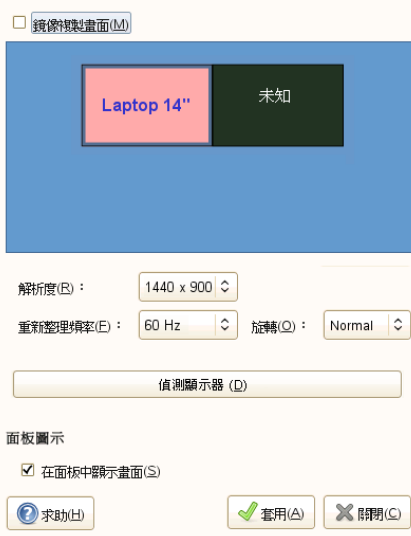 鏡像複製畫面(M)
Laptop 14"
未知
解析度(R)：
1440 x 900
重新整理頻率(F)：
60 Hz
旋轉(O)：
Normal
偵測顯示器 (D)
面板圖示
在面板中顯示畫面(S)
求助(H)
套用(A)
關閉(C)